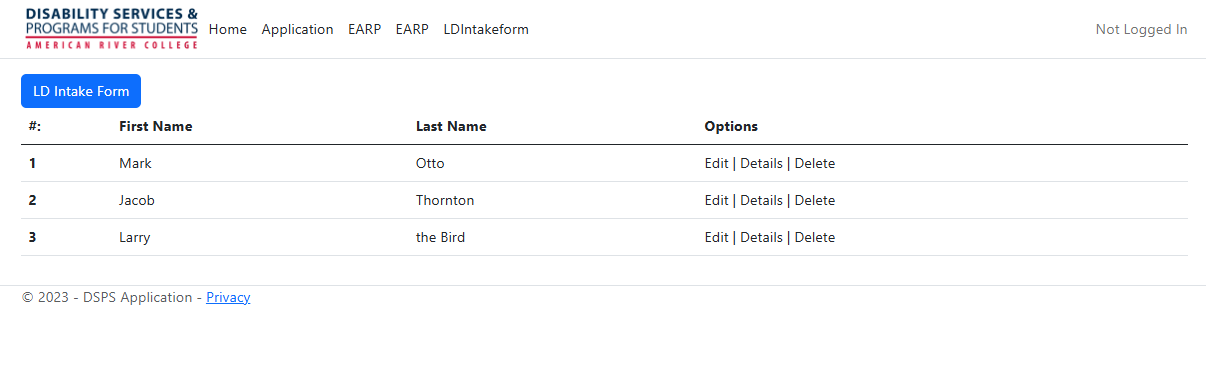 DISABILITY SERVICES &
PROGRAMS FOR STUDENTS
AMERICAN RIVER COLLEGE
Home Application EARP EARP LDIntakeform Not Logged In
LD Intake Form
#: First Name Last Name Options
1 Mark Otto Edit | Details | Delete
2 Jacob Thornton Edit | Details | Delete
3 Larry the Bird Edit | Details | Delete
© 2023 - DSPS Application - Privacy